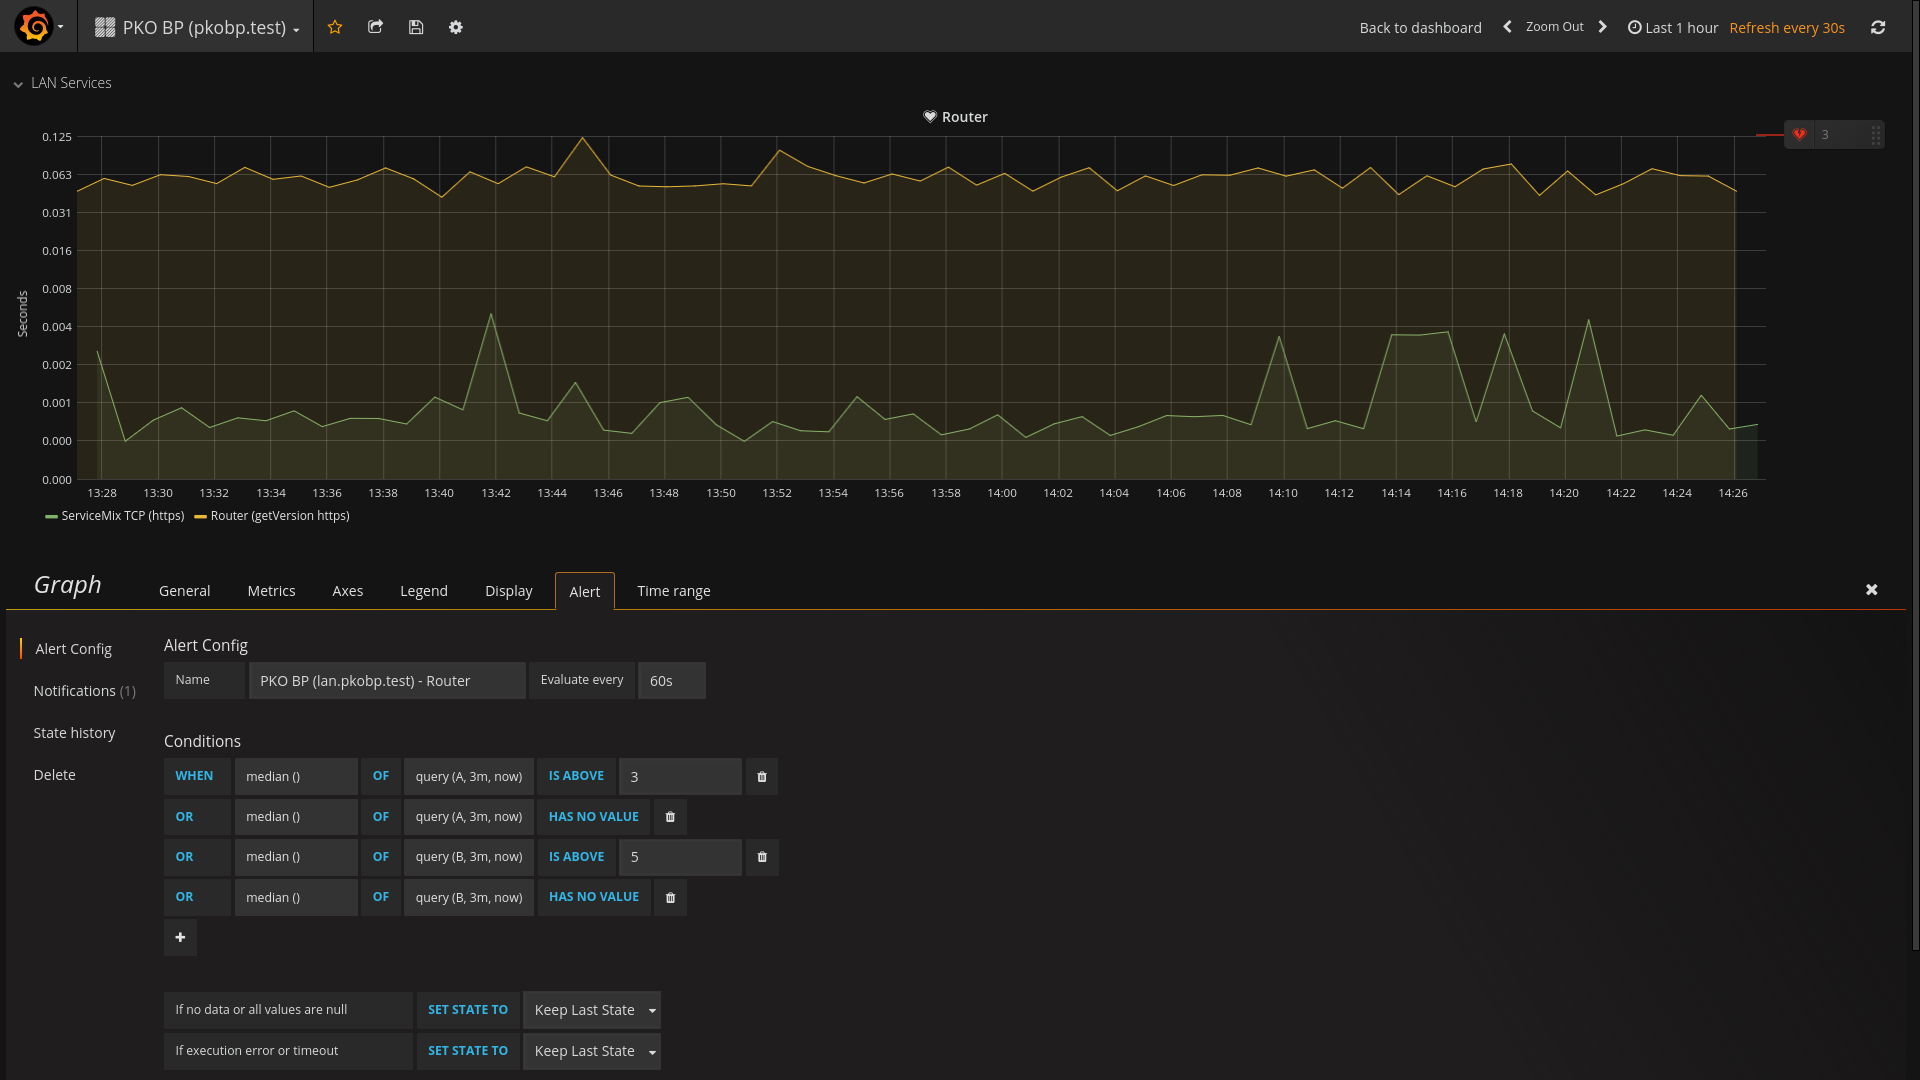 PKO BP (pkobp.test)
Back to dashboard Zoom Out Last 1 hour Refresh every 30s
LAN Services
Router
3
0.125
0.063
0.031
0.016
0.008
0.004
0.002
0.001
0.000
0.000
Seconds
13:28 13:30 13:32 13:34 13:36 13:38 13:40 13:42 13:44 13:46 13:48 13:50 13:52 13:54 13:56 13:58 14:00 14:02 14:04 14:06 14:08 14:10 14:12 14:14 14:16 14:18 14:20 14:22 14:24 14:26
ServiceMix TCP (https) Router (getVersion https)
Graph General Metrics Axes Legend Display Alert Time range
Alert Config
Notifications (1)
State history
Delete
Alert Config
Name PKO BP (lan.pkobp.test) - Router Evaluate every 60s
Conditions
WHEN median () OF query (A, 3m, now) IS ABOVE 3
OR median () OF query (A, 3m, now) HAS NO VALUE
OR median () OF query (B, 3m, now) IS ABOVE 5
OR median () OF query (B, 3m, now) HAS NO VALUE
If no data or all values are null SET STATE TO Keep Last State
If execution error or timeout SET STATE TO Keep Last State